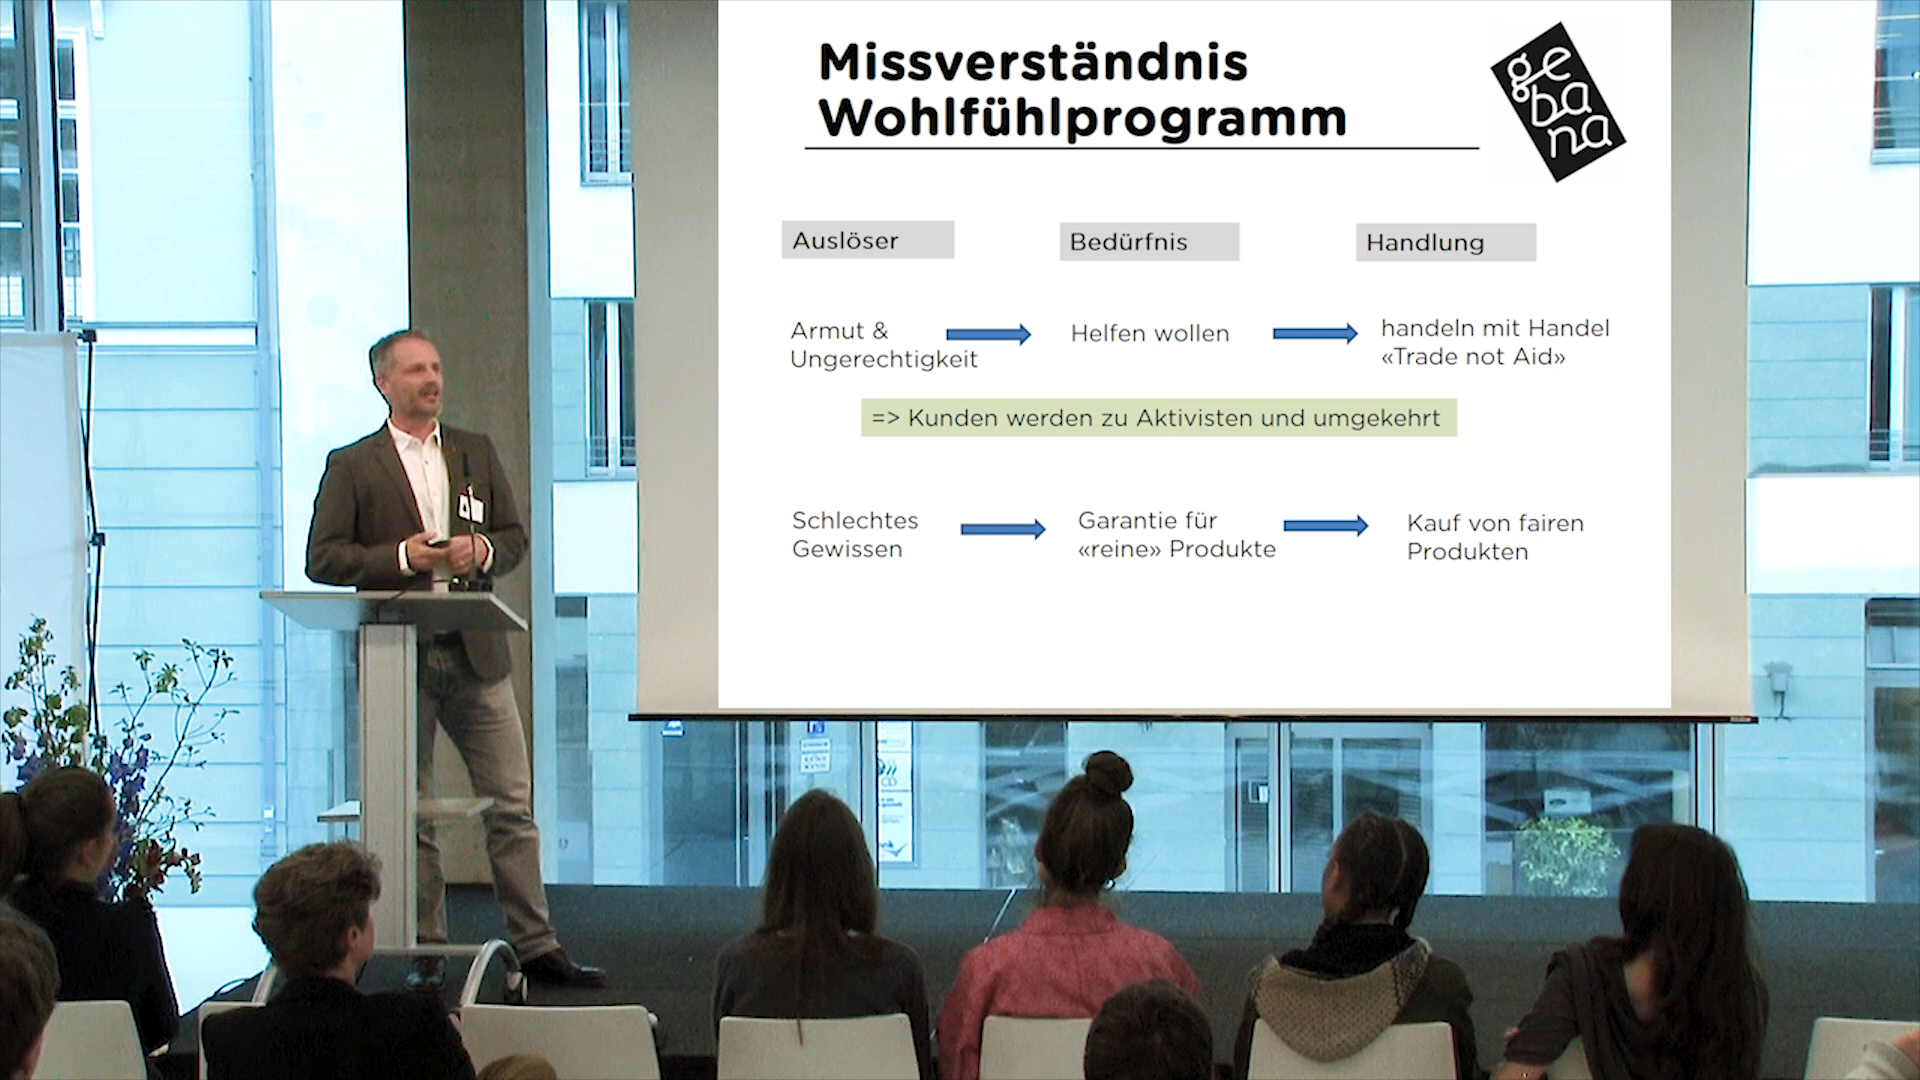 Missverständnis
Wohlfühlprogramm
gebana
Auslöser
Bedürfnis
Handlung
Armut &
Ungerechtigkeit
Helfen wollen
handeln mit Handel
«Trade not Aid»
=> Kunden werden zu Aktivisten und umgekehrt
Schlechtes
Gewissen
Garantie für
«reine» Produkte
Kauf von fairen
Produkten